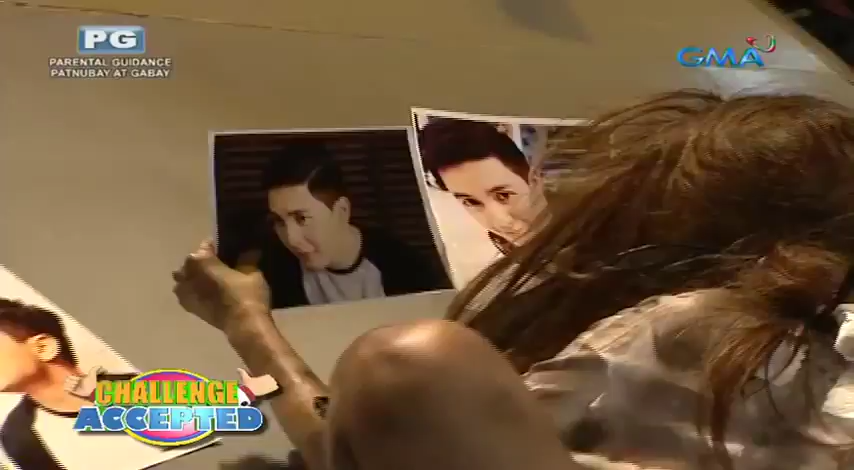 PG
PARENTAL GUIDANCE
PATNUBAY AT GABAY
GMA
CHALLENGE
ACCEPTED